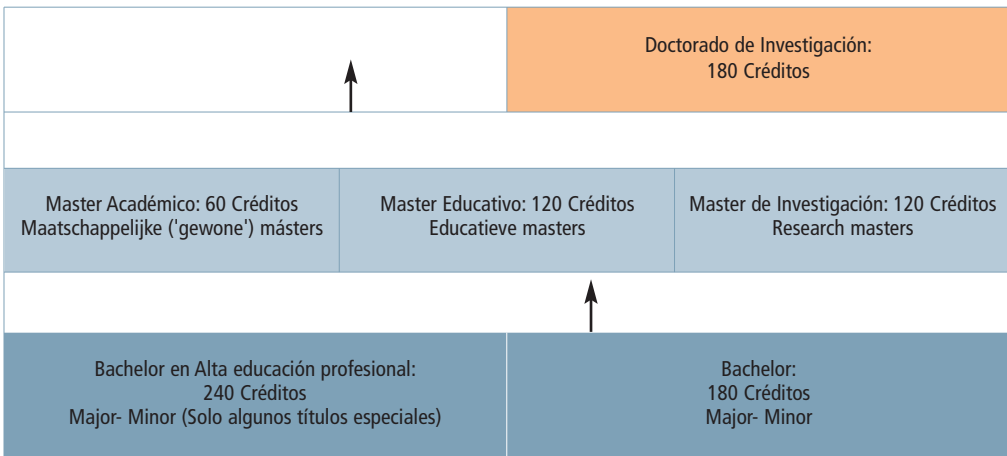 Doctorado de Investigación:
180 Créditos
Master Académico: 60 Créditos
Maatschappelijke ('gewone') másters
Master Educativo: 120 Créditos
Educatieve masters
Master de Investigación: 120 Créditos
Research masters
Bachelor en Alta educación profesional:
240 Créditos
Major- Minor (Solo algunos títulos especiales)
Bachelor:
180 Créditos
Major- Minor